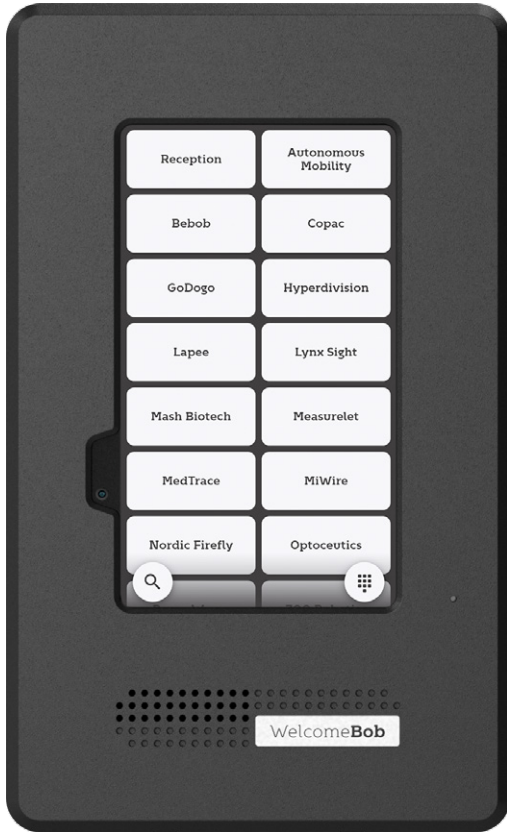 Reception
Autonomous
Mobility
Bebob
Copac
GoDogo
Hyperdivision
Lapee
Lynx Sight
Mash Biotech
Measurelet
MedTrace
MiWire
Nordic Firefly
Optoceutics
WelcomeBob